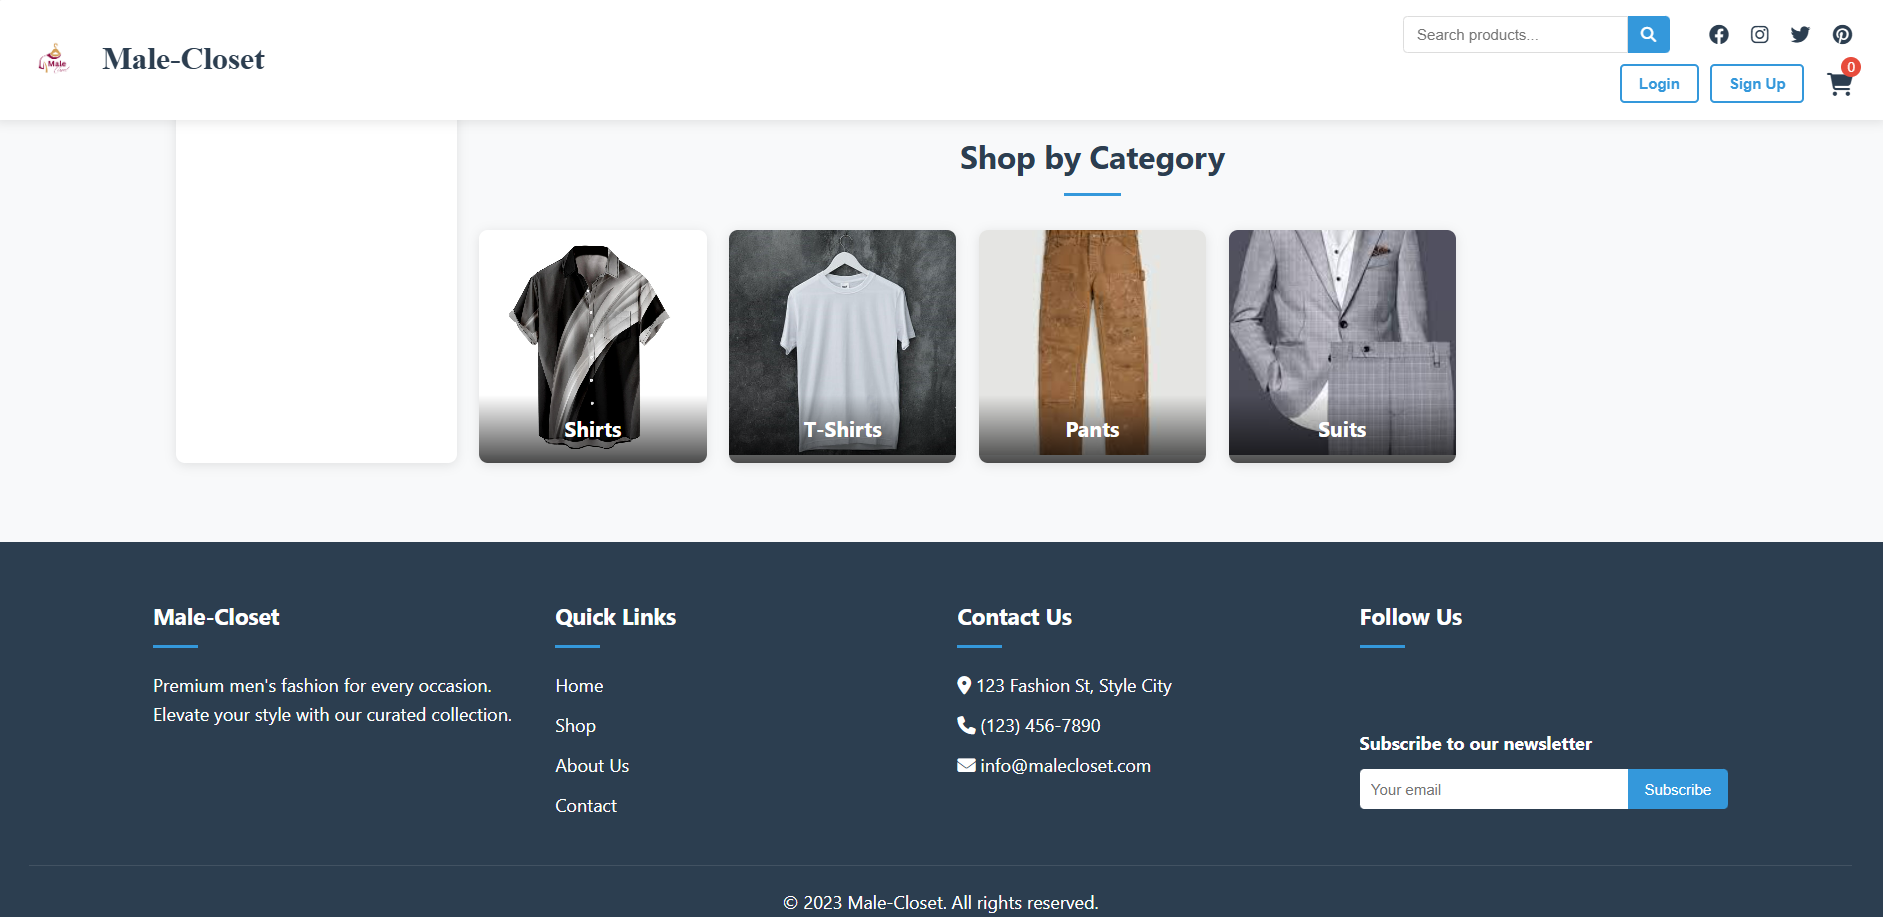 Male
Male-Closet
Search products...
Login
Sign Up
0
Shop by Category
Shirts
T-Shirts
Pants
Suits
Male-Closet
Premium men's fashion for every occasion.
Elevate your style with our curated collection.
Quick Links
Home
Shop
About Us
Contact
Contact Us
123 Fashion St, Style City
(123) 456-7890
info@malecloset.com
Follow Us
Subscribe to our newsletter
Your email
Subscribe
© 2023 Male-Closet. All rights reserved.